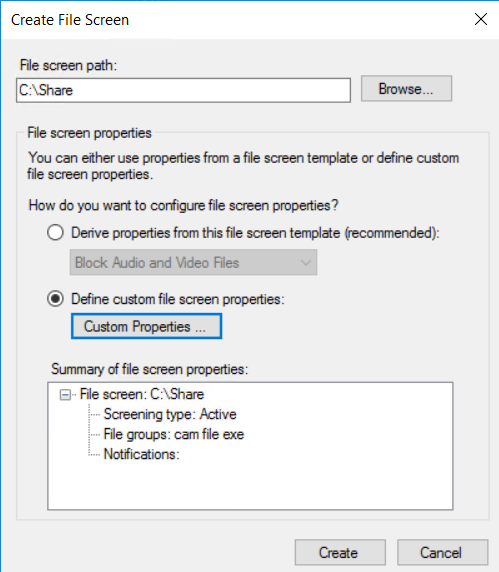 Create File Screen
File screen path:
C:\Share
Browse...
File screen properties
You can either use properties from a file screen template or define custom
file screen properties.
How do you want to configure file screen properties?
Derive properties from this file screen template (recommended):
Block Audio and Video Files
Define custom file screen properties:
Custom Properties ...
Summary of file screen properties:
File screen: C:\Share
Screening type: Active
File groups: cam file exe
Notifications:
Create
Cancel